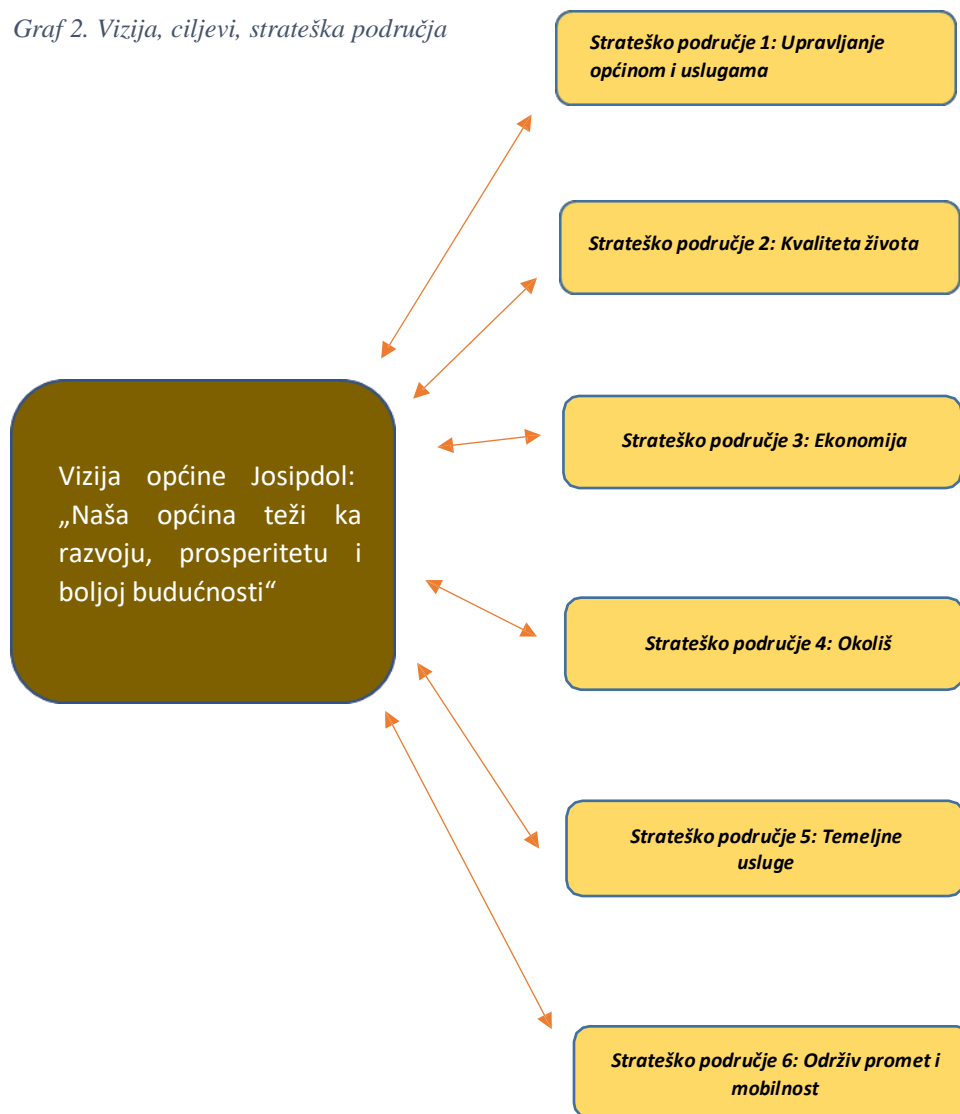 Graf 2. Vizija, ciljevi, strateška područja
Strateško područje 1: Upravljanje
općinom i uslugama
Strateško područje 2: Kvaliteta života
Strateško područje 3: Ekonomija
Vizija općine Josipdol:
„Naša općina teži ka
razvoju, prosperitetu i
boljoj budućnosti“
Strateško područje 4: Okoliš
Strateško područje 5: Temeljne
usluge
Strateško područje 6: Održiv promet i
mobilnost